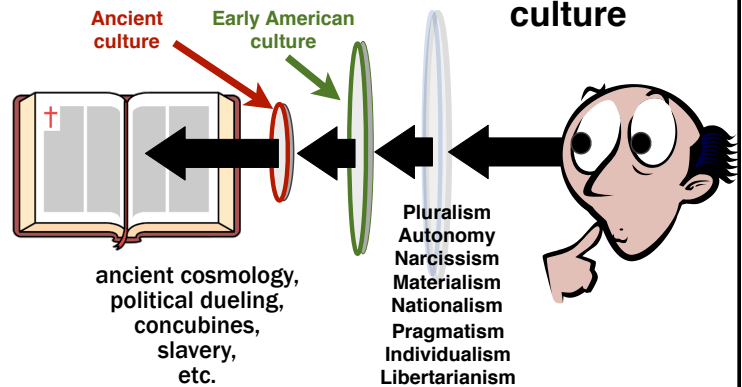 culture
Ancient
culture
Early American
culture
Pluralism
Autonomy
Narcissism
Materialism
Nationalism
Pragmatism
Individualism
Libertarianism
ancient cosmology,
political dueling,
concubines,
slavery,
etc.